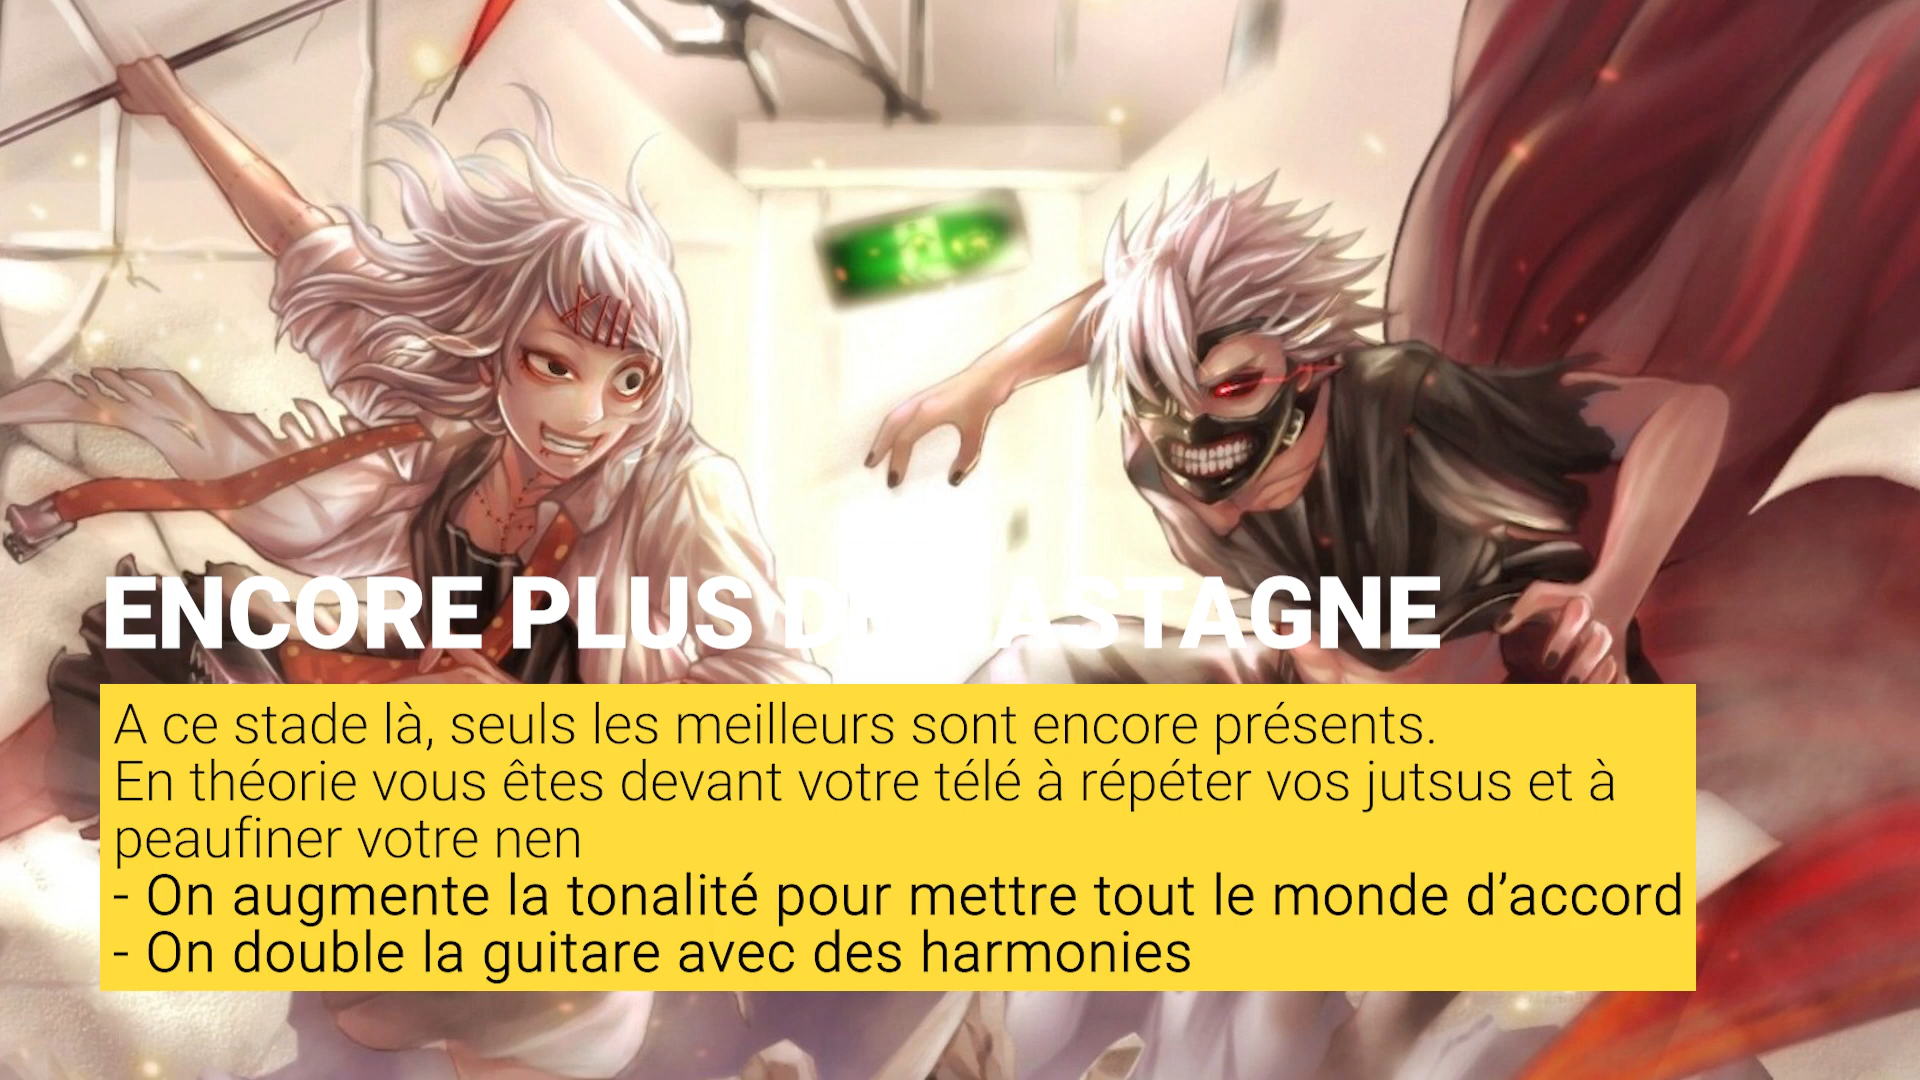 ENCORE PLUS DE CASTAGNE
A ce stade là, seuls les meilleurs sont encore présents.
En théorie vous êtes devant votre télé à répéter vos jutsus et à
peaufiner votre nen
- On augmente la tonalité pour mettre tout le monde d’accord
- On double la guitare avec des harmonies